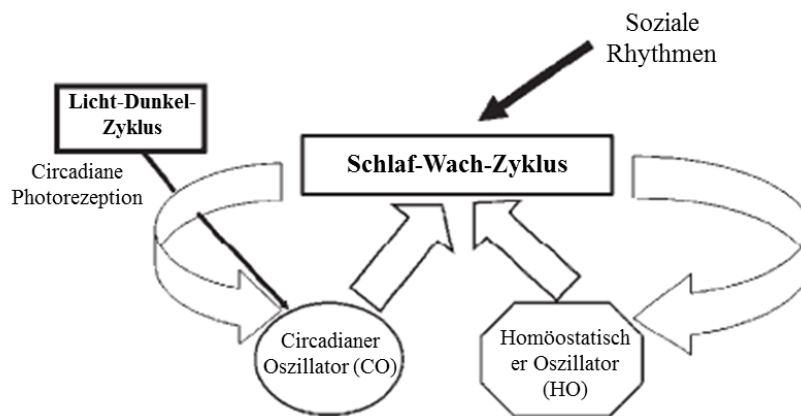 Soziale
Rhythmen
Licht-Dunkel-
Zyklus
Circadiane
Photorezeption
Schlaf-Wach-Zyklus
Circadianer
Oszillator (CO)
Homöostatisch
er Oszillator
(HO)